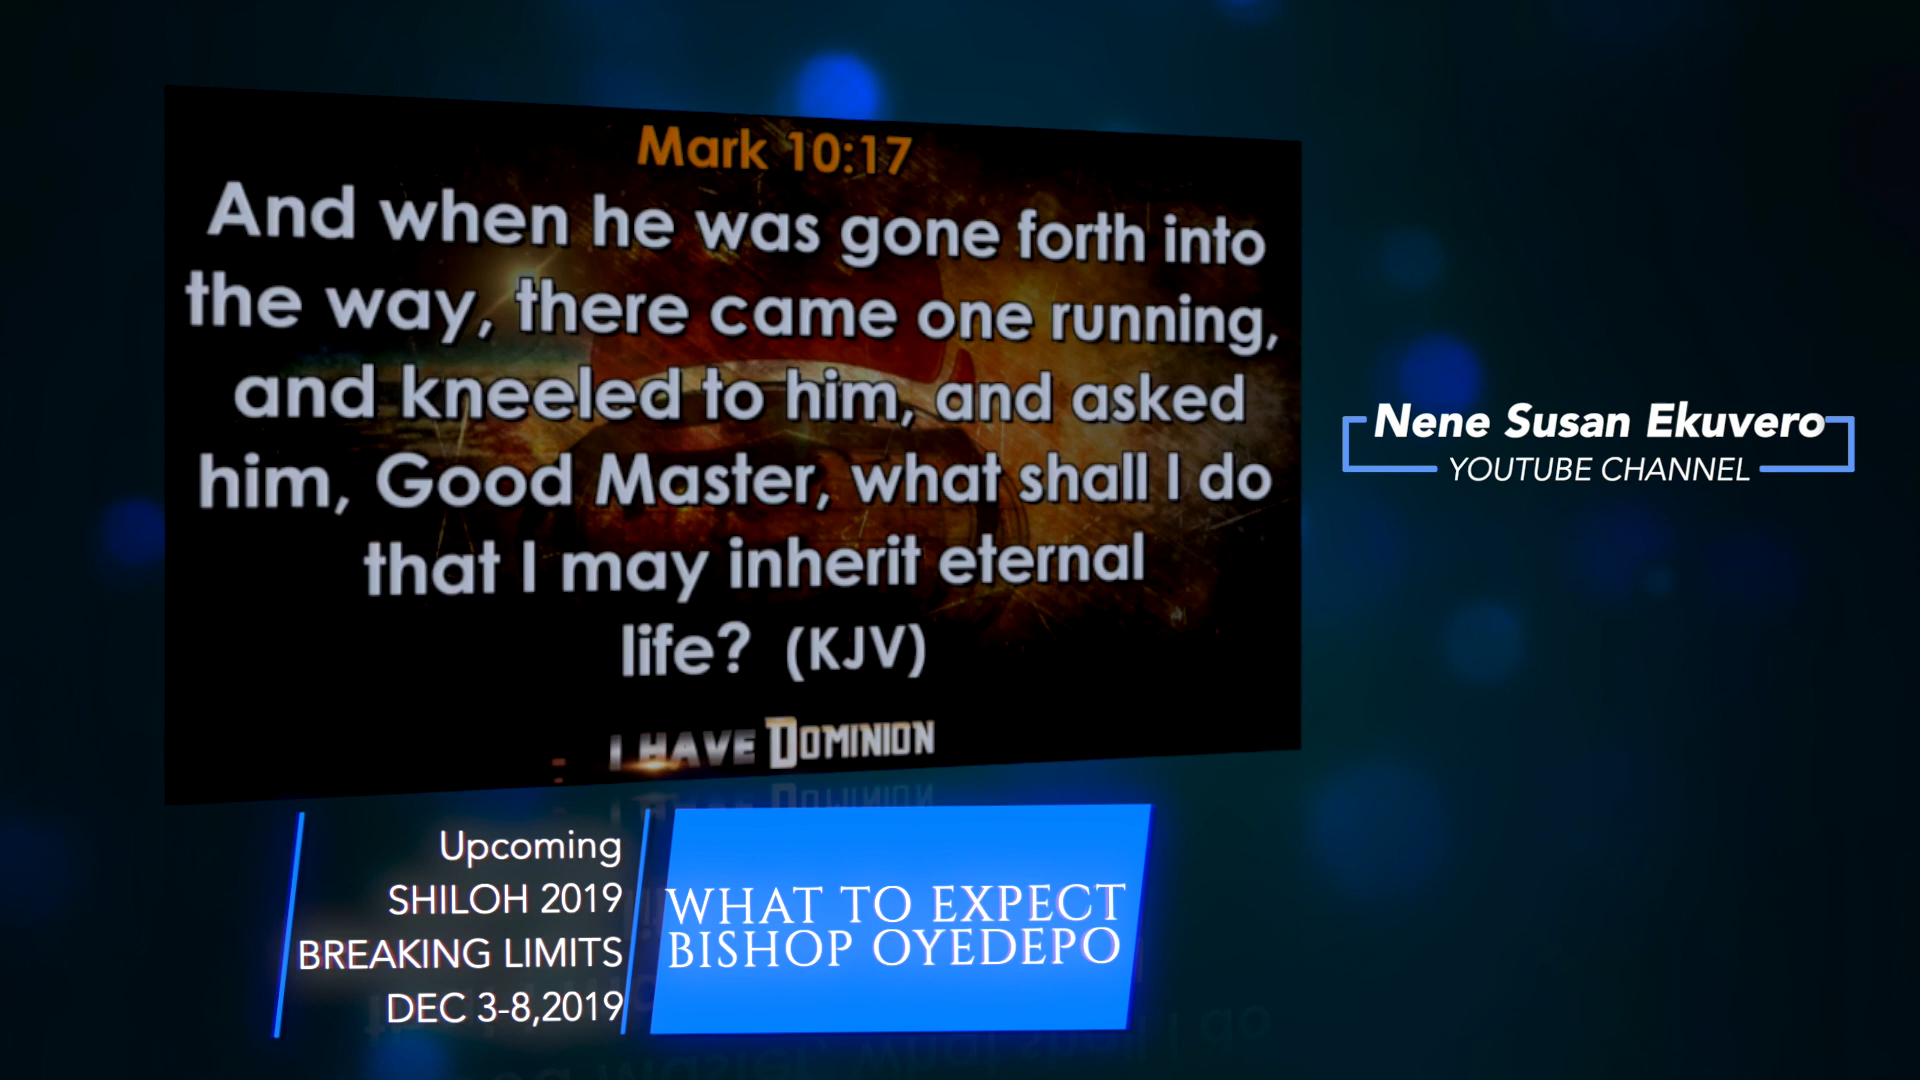 Mark 10:17
And when he was gone forth into
the way, there came one running,
and kneeled to him, and asked
him, Good Master, what shall I do
that I may inherit eternal
life? (KJV)
I HAVE DOMINION
Nene Susan Ekuvero
YOUTUBE CHANNEL
Upcoming
SHILOH 2019
BREAKING LIMITS
DEC 3-8,2019
WHAT TO EXPECT
BISHOP OYEDEPO